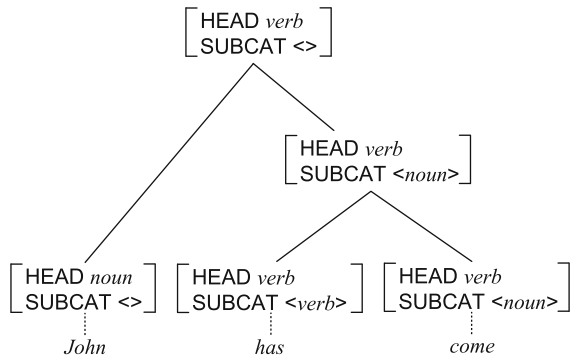 HEAD verb
SUBCAT <>
HEAD verb
SUBCAT <noun>
HEAD noun
SUBCAT <>
HEAD verb
SUBCAT <verb>
HEAD verb
SUBCAT <noun>
John
has
come